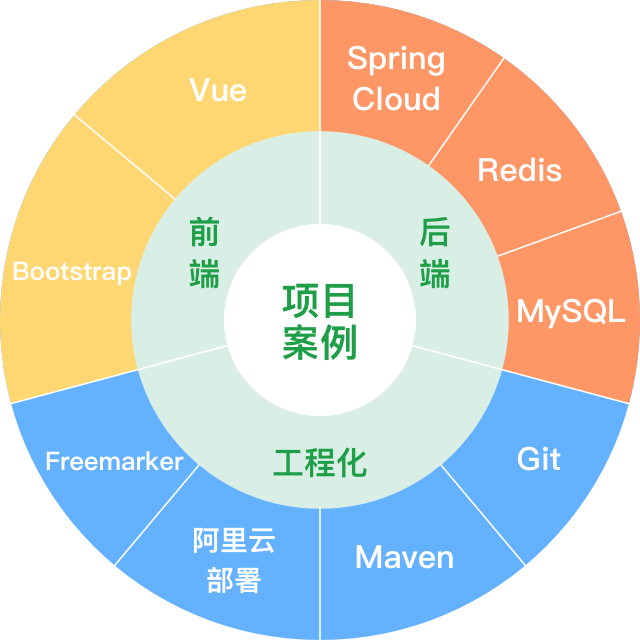 Vue
Spring
Cloud
Redis
MySQL
Git
Maven
阿里云
部署
Freemarker
Bootstrap
前
端
后
端
工程化
项目
案例